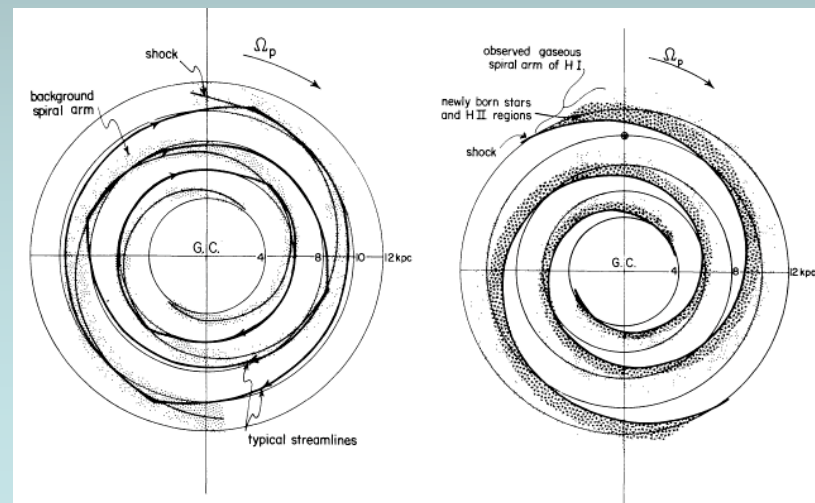 shock
Ωp
background
spiral arm
G. C.
4
8
10
12 kpc
typical streamlines
observed gaseous
spiral arm of H I
Ωp
newly born stars
and H II regions
shock
G. C.
4
8
12 kpc